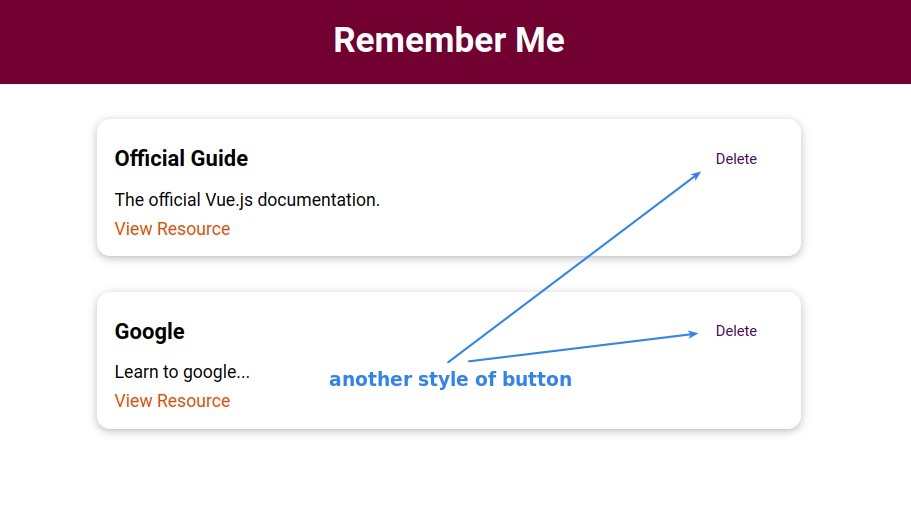 Remember Me
Official Guide
Delete
The official Vue.js documentation.
View Resource
Google
Delete
Learn to google...
another style of button
View Resource